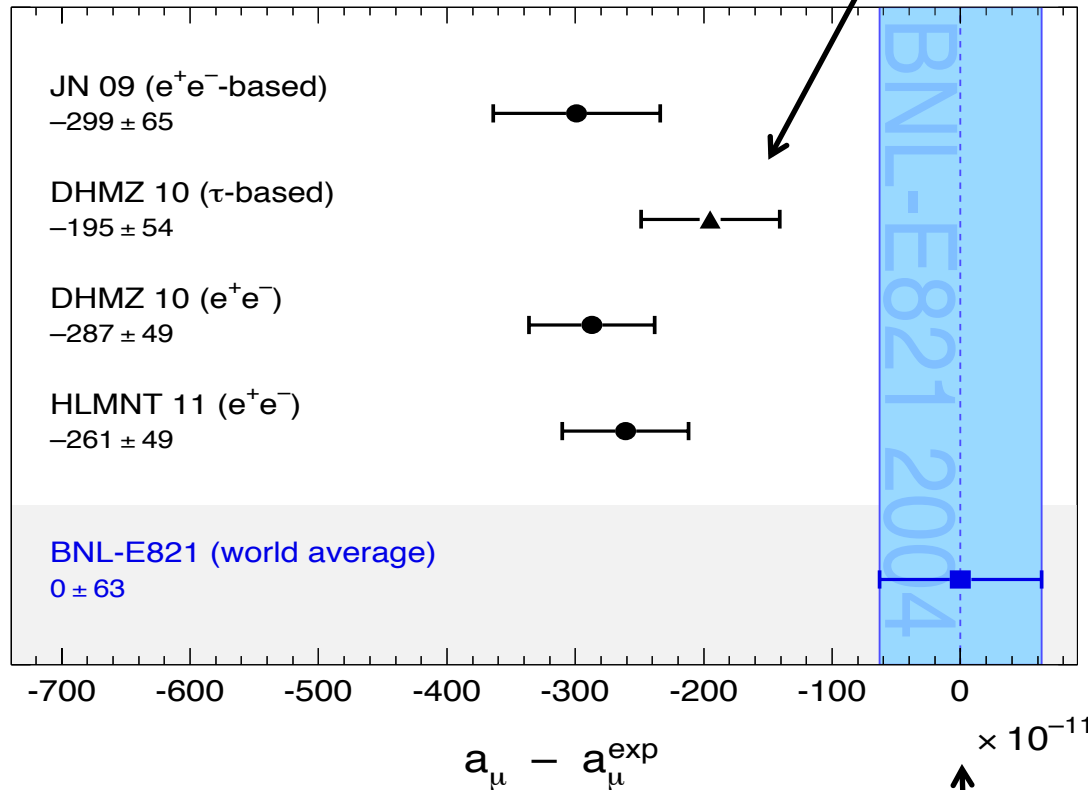 JN 09 (e⁺e⁻-based)
−299 ± 65
DHMZ 10 (τ-based)
−195 ± 54
DHMZ 10 (e⁺e⁻)
−287 ± 49
HLMNT 11 (e⁺e⁻)
−261 ± 49
BNL-E821 (world average)
0 ± 63
BNL-E821 2004
-700 -600 -500 -400 -300 -200 -100 0
× 10⁻¹¹
a_μ − a_μ^exp